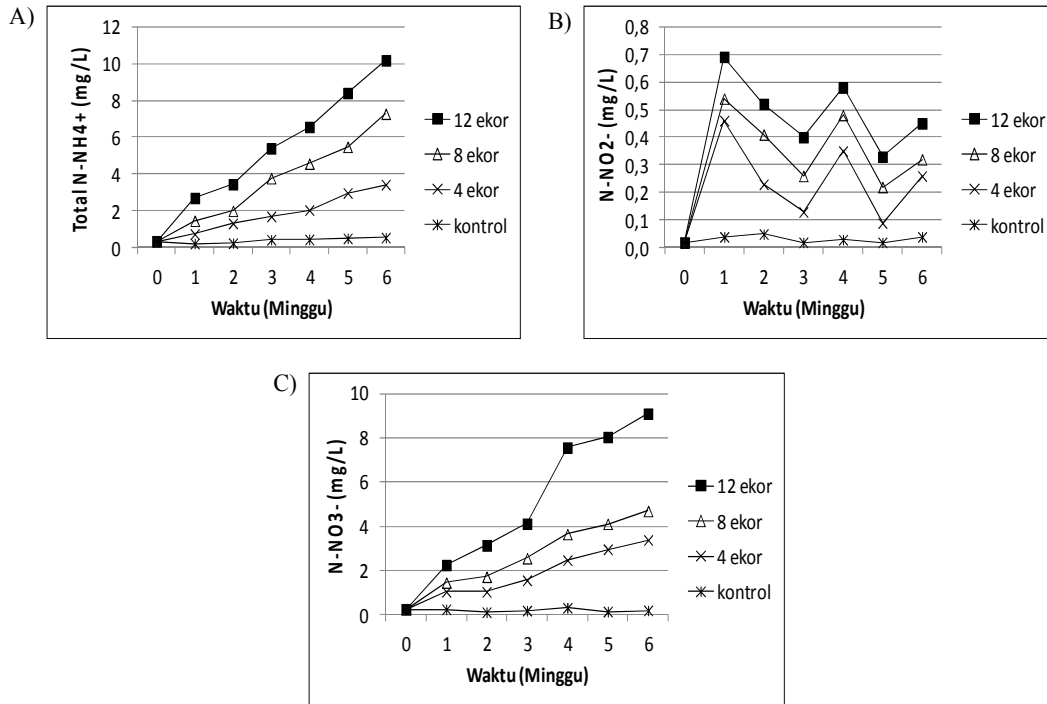 A)
Total N-NH4+ (mg/L)
12
10
8
6
4
2
0
0 1 2 3 4 5 6
Waktu (Minggu)
12 ekor
8 ekor
4 ekor
kontrol
B)
N-NO2- (mg/L)
0,8
0,7
0,6
0,5
0,4
0,3
0,2
0,1
0,0
0 1 2 3 4 5 6
Waktu (Minggu)
12 ekor
8 ekor
4 ekor
kontrol
C)
N-NO3- (mg/L)
10
8
6
4
2
0
0 1 2 3 4 5 6
Waktu (Minggu)
12 ekor
8 ekor
4 ekor
kontrol